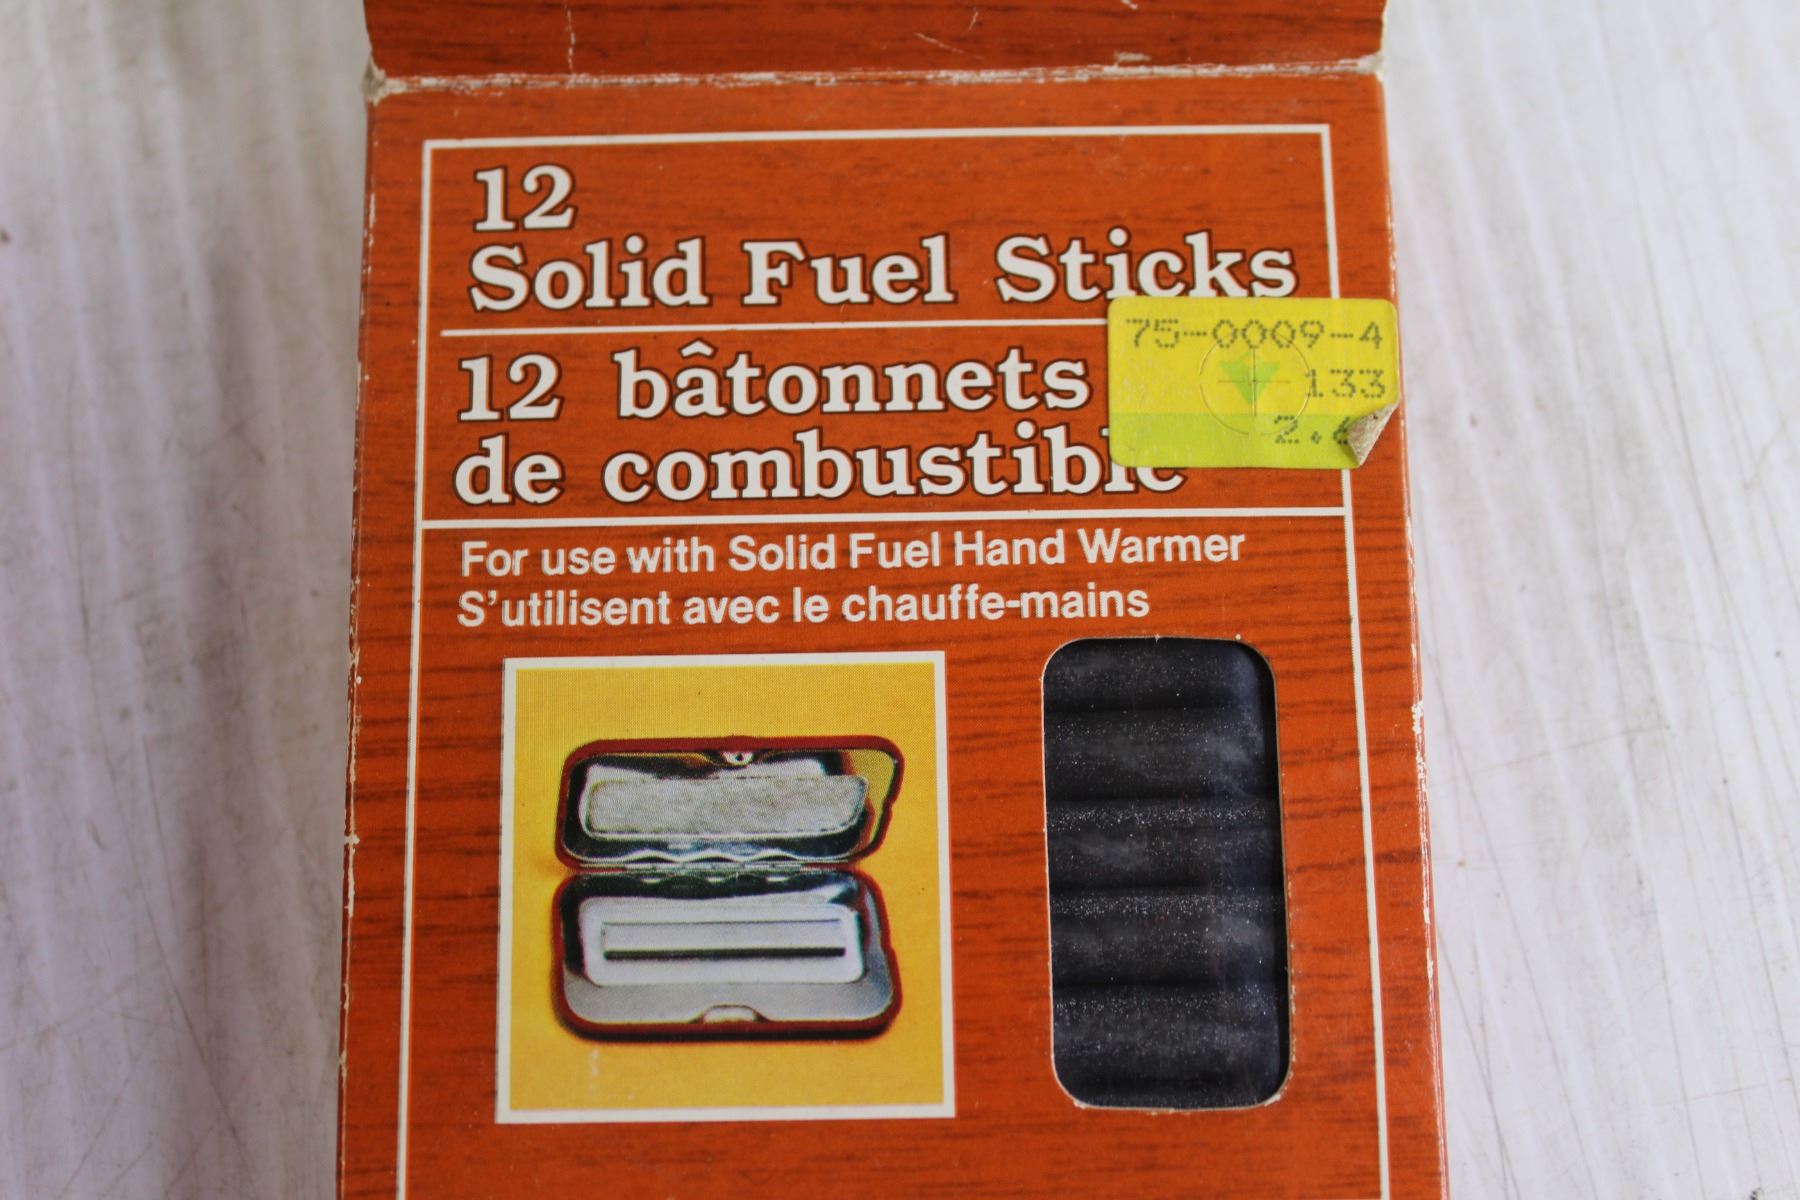 12
Solid Fuel Sticks
75-0009-4
133
12 bâtonnets
de combustible
For use with Solid Fuel Hand Warmer
S'utilisent avec le chauffe-mains